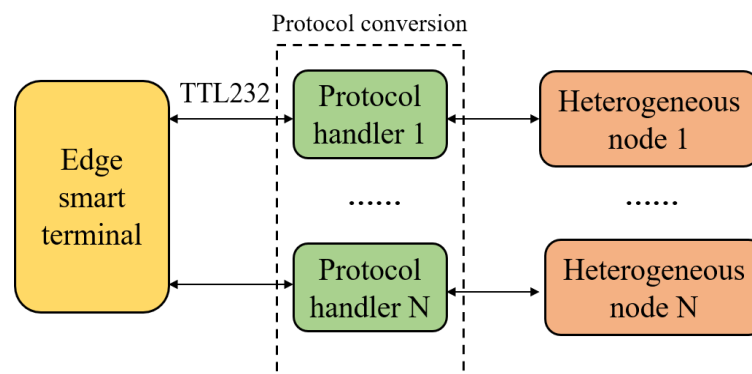 Protocol conversion
TTL232
Edge
smart
terminal
Protocol
handler 1
Heterogeneous
node 1
......
......
Protocol
handler N
Heterogeneous
node N